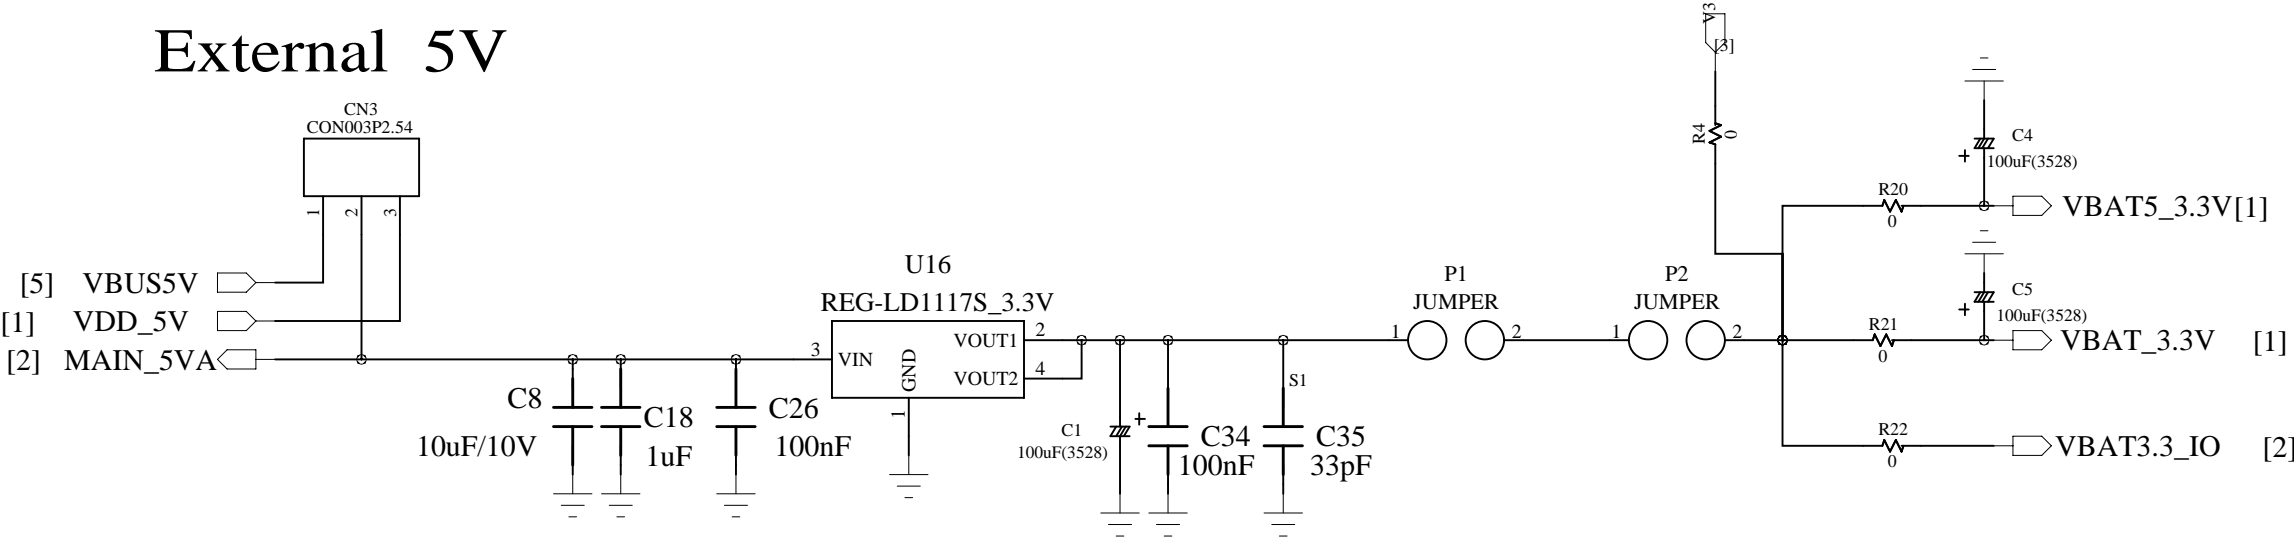 External 5V
CN3
CON003P2.54
1
2
3
[5] VBUS5V
[1] VDD_5V
[2] MAIN_5VA
C8
10uF/10V
C18
1uF
C26
100nF
U16
REG-LD1117S_3.3V
3
VIN
GND
1
VOUT1
2
VOUT2
4
C1
100uF(3528)
+
C34
100nF
S1
C35
33pF
P1
JUMPER
1
2
P2
JUMPER
1
2
V3
[3]
R4
0
R20
0
C4
+
100uF(3528)
VBAT5_3.3V[1]
R21
0
C5
+
100uF(3528)
VBAT_3.3V [1]
R22
0
VBAT3.3_IO [2]